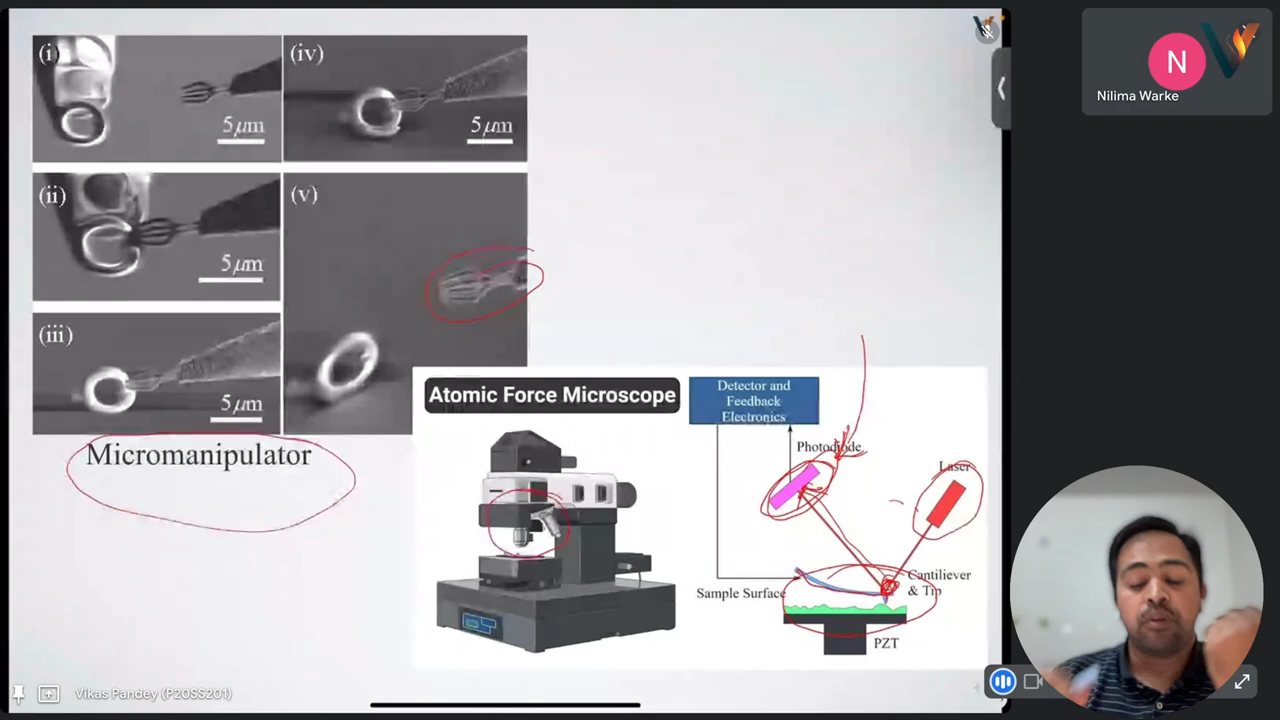 (i)
5μm
(iv)
5μm
(ii)
5μm
(v)
(iii)
5μm
Micromanipulator
Atomic Force Microscope
Detector and
Feedback
Electronics
Photodiode
Laser
Cantiliever
& Tip
Sample Surface
PZT
N
Nilima Warke
Vikas Pandey (P20SS201)